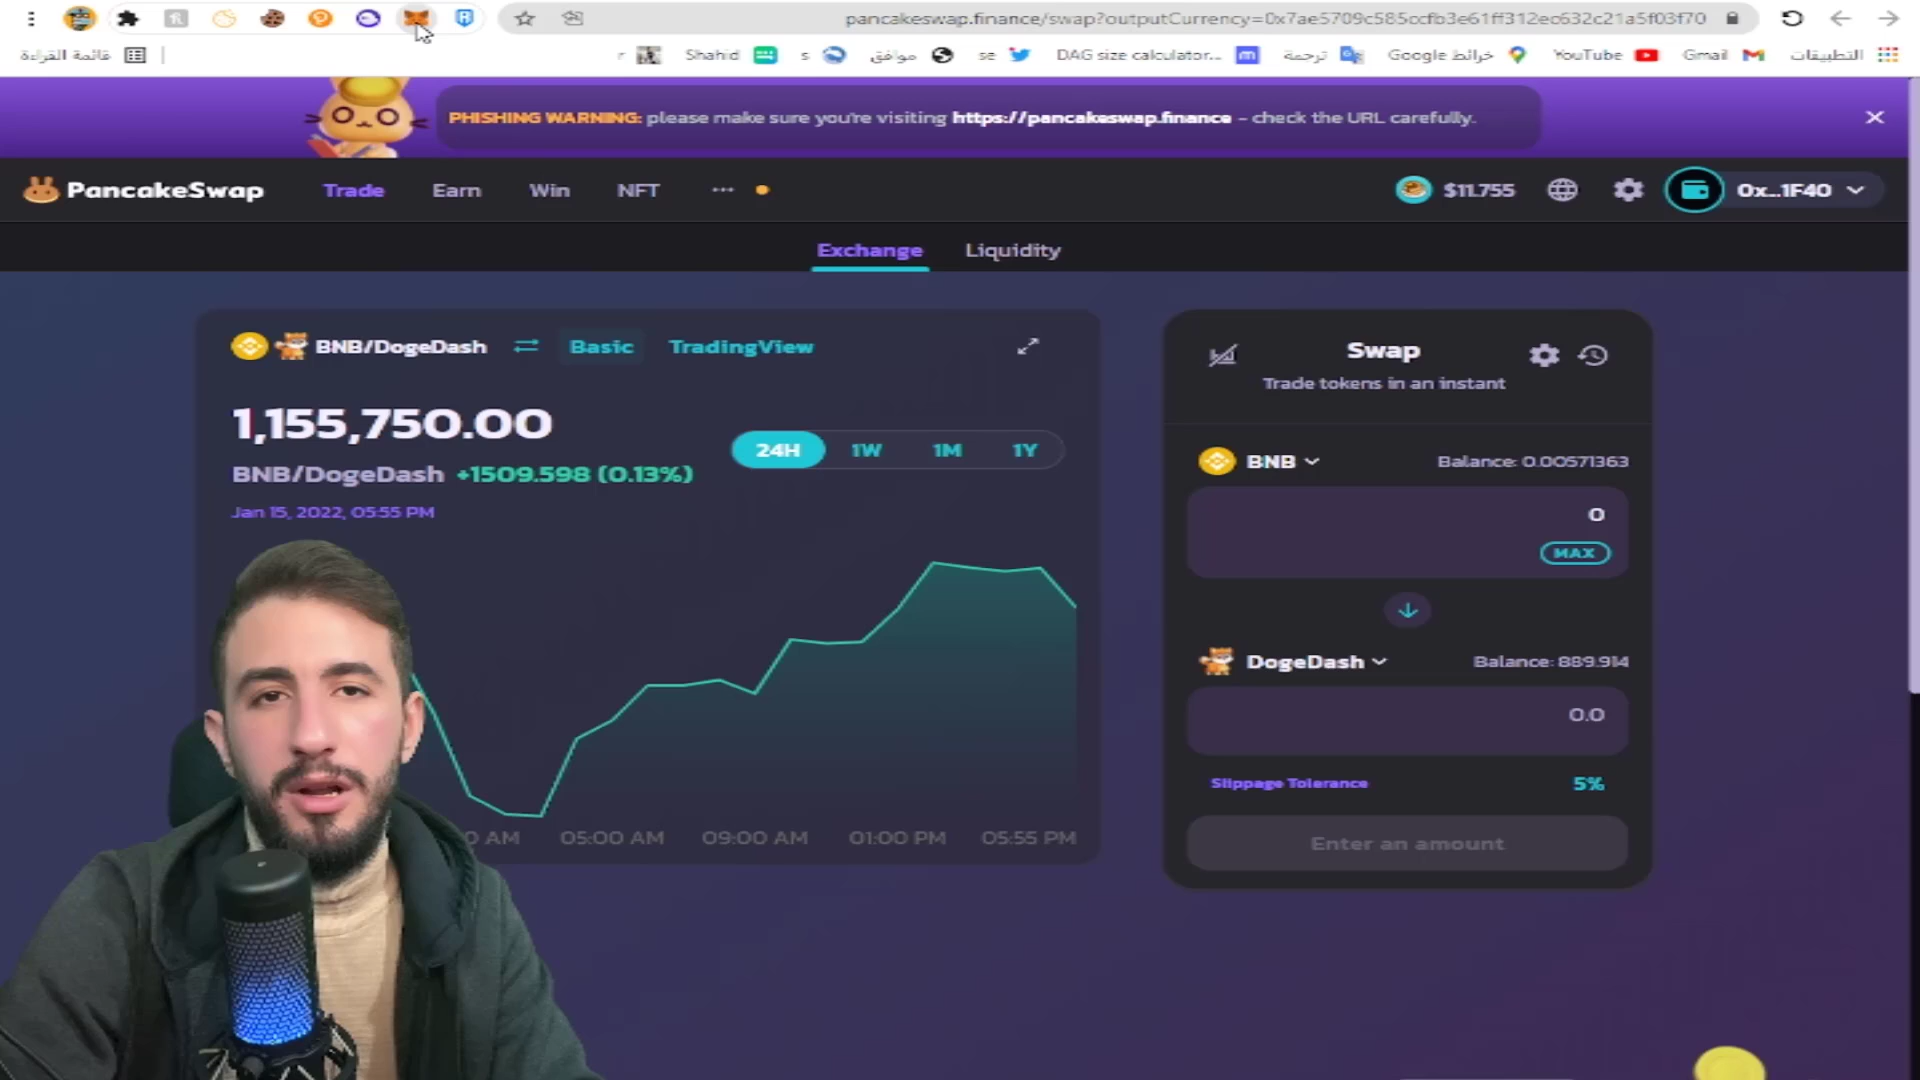 pancakeswap.finance/swap?outputCurrency=0x7ae5709c585ccfb3e61ff312ec632c21a5f03f70
التطبيقات Gmail YouTube خرائط Google ترجمة DAG size calculator... se موافق s Shahid r قائمة القراءة
PHISHING WARNING: please make sure you're visiting https://pancakeswap.finance - check the URL carefully.
PancakeSwap Trade Earn Win NFT ... $11.755 0x...1F40
Exchange Liquidity
BNB/DogeDash Basic TradingView
1,155,750.00
24H 1W 1M 1Y
BNB/DogeDash +1509.598 (0.13%)
Jan 15, 2022, 05:55 PM
0 AM 05:00 AM 09:00 AM 01:00 PM 05:55 PM
Swap
Trade tokens in an instant
BNB Balance: 0.00571363
0
MAX
DogeDash Balance: 889.914
0.0
Slippage Tolerance 5%
Enter an amount